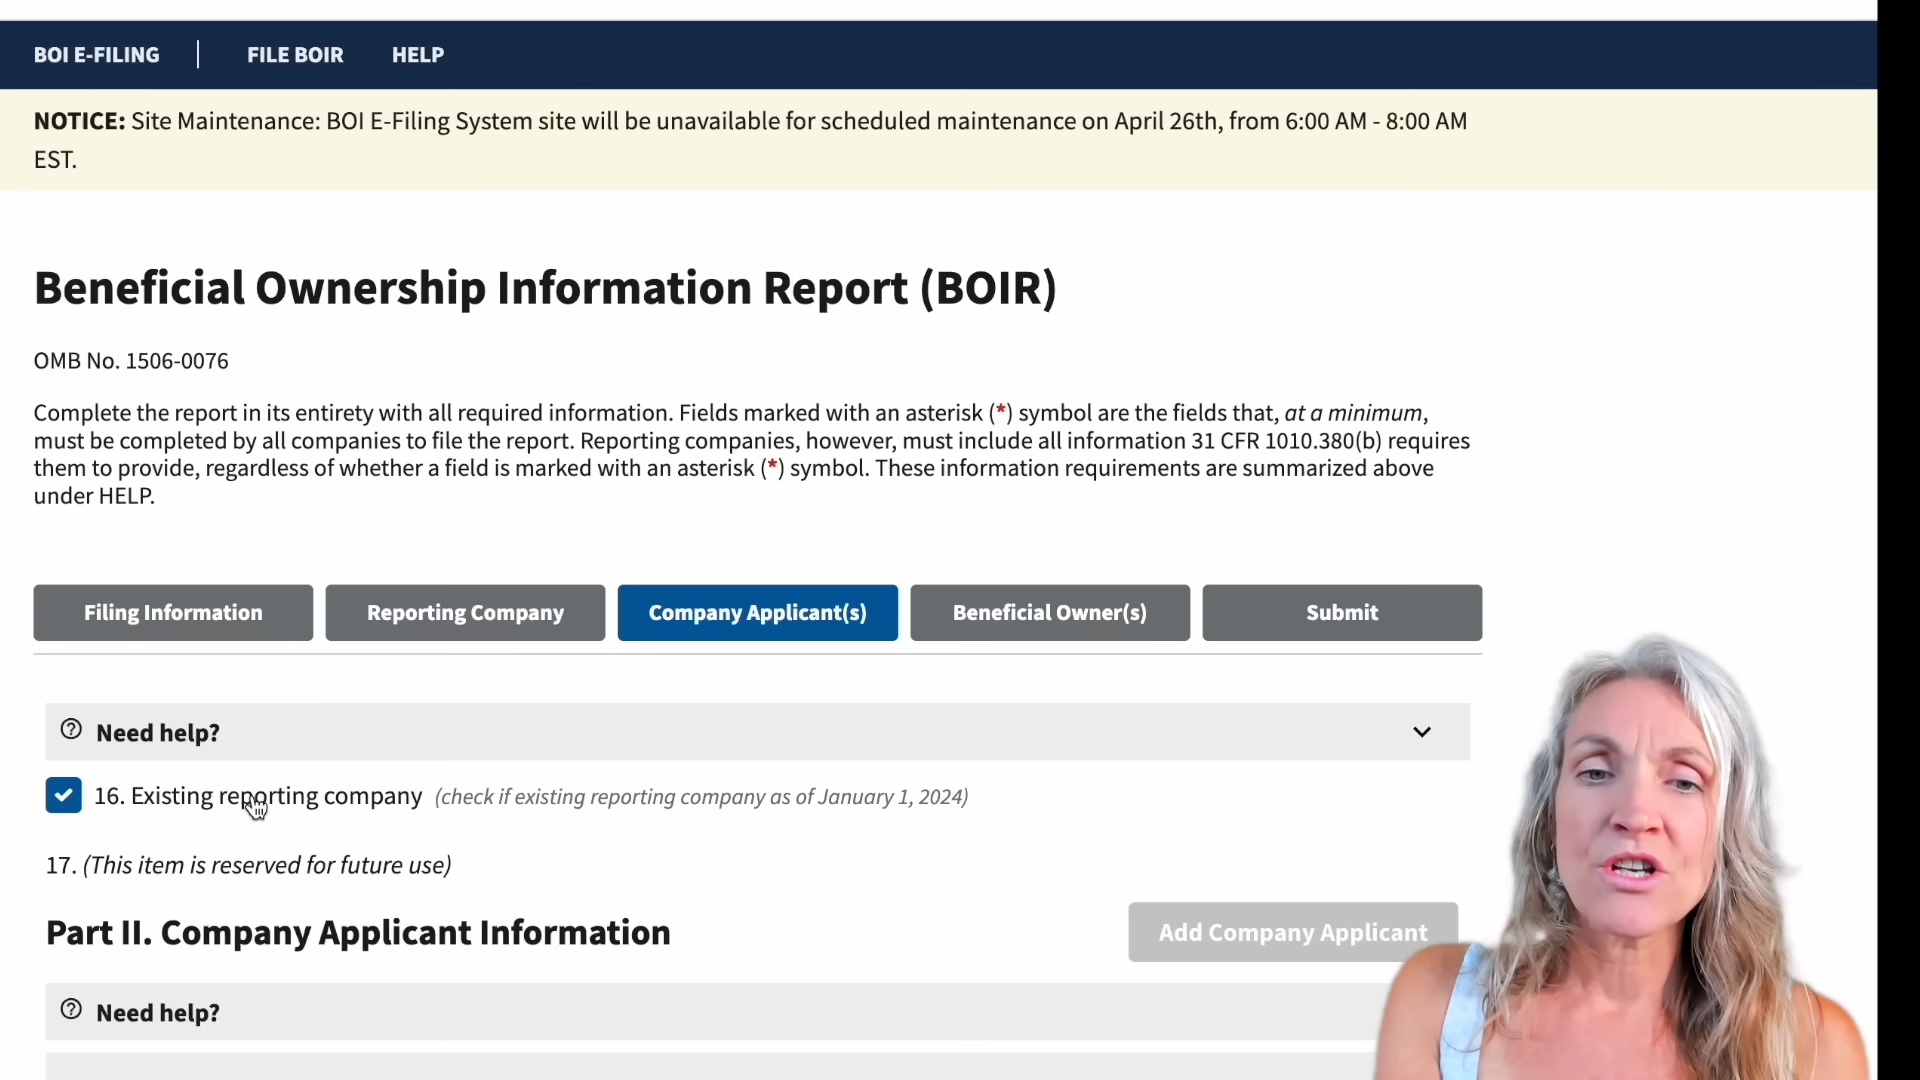 BOI E-FILING | FILE BOIR HELP
NOTICE: Site Maintenance: BOI E-Filing System site will be unavailable for scheduled maintenance on April 26th, from 6:00 AM - 8:00 AM
EST.
Beneficial Ownership Information Report (BOIR)
OMB No. 1506-0076
Complete the report in its entirety with all required information. Fields marked with an asterisk (*) symbol are the fields that, at a minimum,
must be completed by all companies to file the report. Reporting companies, however, must include all information 31 CFR 1010.380(b) requires
them to provide, regardless of whether a field is marked with an asterisk (*) symbol. These information requirements are summarized above
under HELP.
Filing Information Reporting Company Company Applicant(s) Beneficial Owner(s) Submit
Need help?
16. Existing reporting company (check if existing reporting company as of January 1, 2024)
17. (This item is reserved for future use)
Part II. Company Applicant Information Add Company Applicant
Need help?